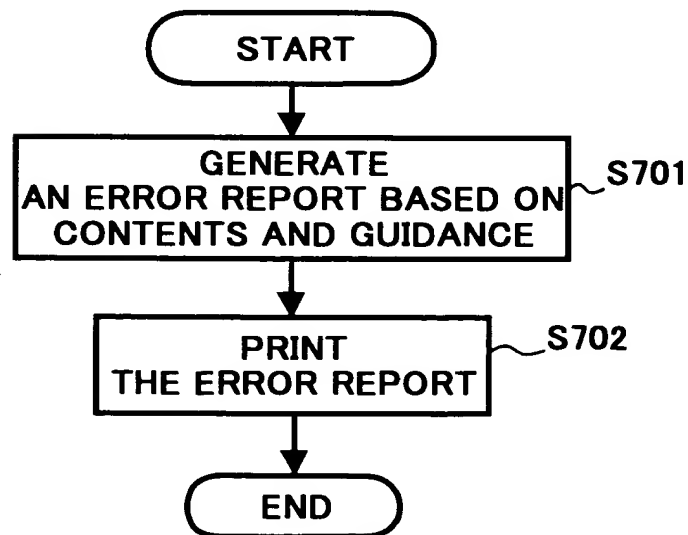 START
GENERATE
AN ERROR REPORT BASED ON
CONTENTS AND GUIDANCE
S701
PRINT
THE ERROR REPORT
S702
END